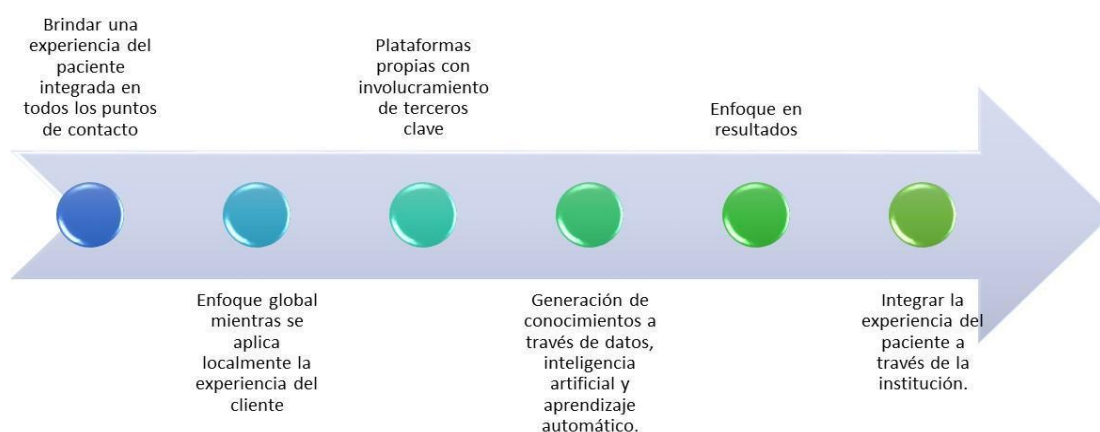 Brindar una
experiencia del
paciente
integrada en
todos los puntos
de contacto
Enfoque global
mientras se
aplica
localmente la
experiencia del
cliente
Plataformas
propias con
involucramiento
de terceros
clave
Generación de
conocimientos a
través de datos,
inteligencia
artificial y
aprendizaje
automático.
Enfoque en
resultados
Integrar la
experiencia del
paciente a
través de la
institución.